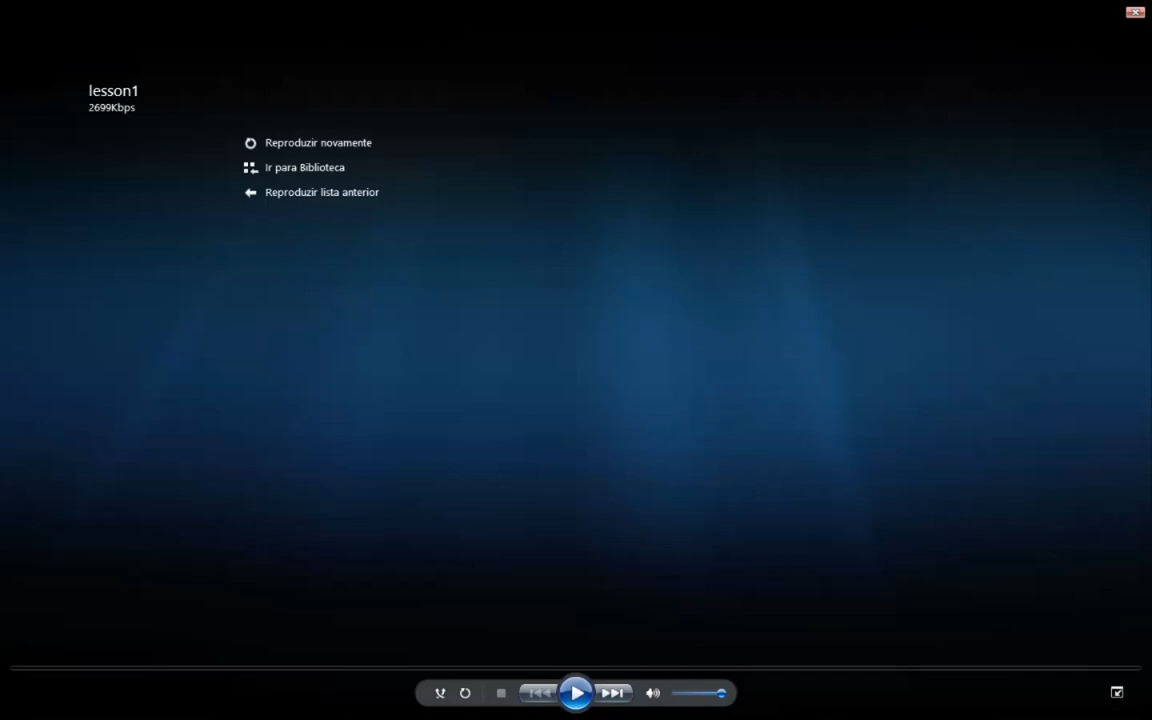 lesson1
2699Kbps
Reproduzir novamente
Ir para Biblioteca
Reproduzir lista anterior